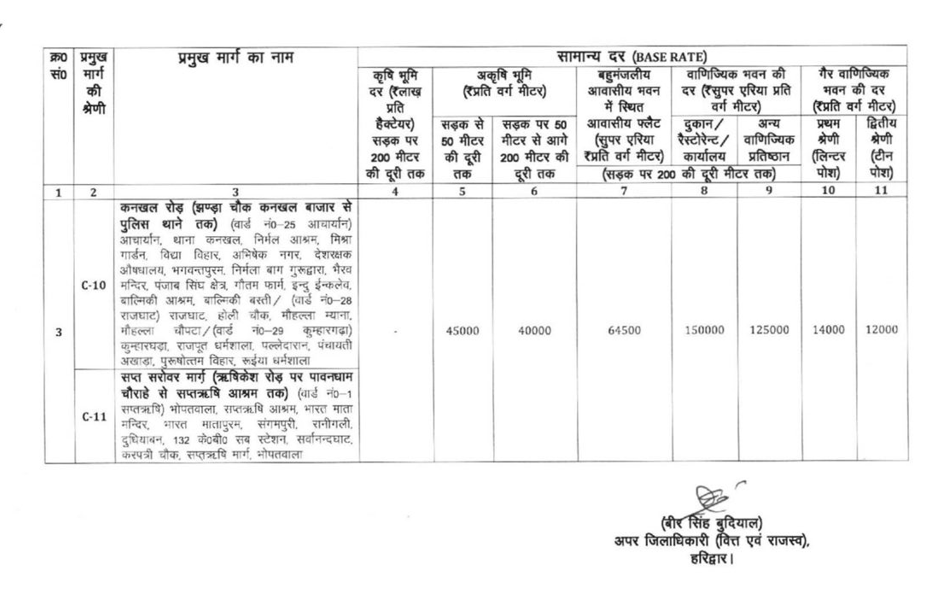 क्र0 सं0
प्रमुख मार्ग की श्रेणी
प्रमुख मार्ग का नाम
सामान्य दर (BASE RATE)
कृषि भूमि दर (₹लाख प्रति हैक्टेयर) सड़क पर 200 मीटर की दूरी तक
अकृषि भूमि (₹प्रति वर्ग मीटर)
सड़क से 50 मीटर की दूरी तक
सड़क पर 50 मीटर से आगे 200 मीटर की दूरी तक
बहुमंजलीय आवासीय भवन में स्थित आवासीय फ्लैट (सुपर एरिया ₹प्रति वर्ग मीटर)
वाणिज्यिक भवन की दर (₹सुपर एरिया प्रति वर्ग मीटर)
दुकान/ रैस्टोरेन्ट/ कार्यालय
अन्य वाणिज्यिक प्रतिष्ठान
(सड़क पर 200 की दूरी मीटर तक)
गैर वाणिज्यिक भवन की दर (₹प्रति वर्ग मीटर)
प्रथम श्रेणी (लिन्टर पोश)
द्वितीय श्रेणी (टीन पोश)
1 2 3 4 5 6 7 8 9 10 11
3
C-10
कनखल रोड़ (झण्डा चौक कनखल बाजार से
पुलिस थाने तक) (वार्ड नं0-25 आचार्यान)
आचार्यान, थाना कनखल, निर्मल आश्रम, मिश्रा
गार्डन, विद्या विहार, अभिषेक नगर, देशरक्षक
औषधालय, भगवन्तपुरम, निर्मला बाग गुरूद्वारा, भैरव
मन्दिर, पंजाब सिंघ क्षेत्र, गौतम फार्म, इन्दु ईन्कलेव,
बाल्मिकी आश्रम, बाल्मिकी बस्ती/ (वार्ड नं0-28
राजघाट) राजघाट, होली चौक, मौहल्ला म्याना,
मौहल्ला चौपटा/(वार्ड नं0-29 कुम्हारगढ़ा)
कुम्हारघड़ा, राजपूत धर्मशाला, पल्लेदारान, पंचायती
अखाडा, पुरूषोत्तम विहार, रूईया धर्मशाला
- 45000 40000 64500 150000 125000 14000 12000
C-11
सप्त सरोवर मार्ग (ऋषिकेश रोड़ पर पावनधाम
चौराहे से सप्तऋषि आश्रम तक) (वार्ड नं0-1
सप्तऋषि) भोपतवाला, सप्तऋषि आश्रम, भारत माता
मन्दिर, भारत मातापुरम, संगमपुरी, रानीगली,
दुधियाबन, 132 के0बी0 सब स्टेशन, सर्वानन्दघाट,
करपत्री चौक, सप्तऋषि मार्ग, भोपतवाला
(बीर सिंह बुदियाल)
अपर जिलाधिकारी (वित्त एवं राजस्व),
हरिद्वार।